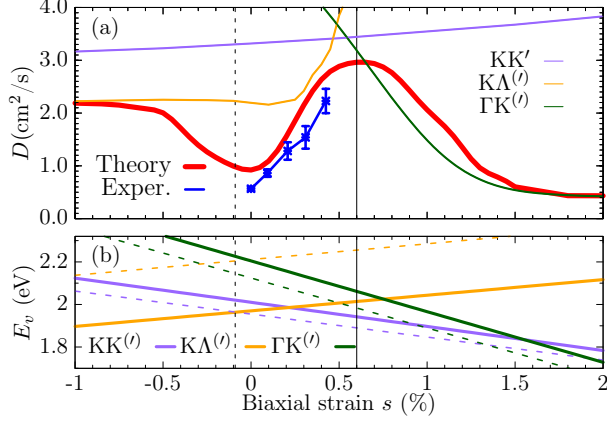 (a)
4.0
3.0
2.0
1.0
0.0
D(cm²/s)
KK′
KΛ⁽′⁾
ΓK⁽′⁾
Theory
Exper.
(b)
2.2
2
1.8
E_v (eV)
KK⁽′⁾ KΛ⁽′⁾ ΓK⁽′⁾
-1 -0.5 0 0.5 1 1.5 2
Biaxial strain s (%)